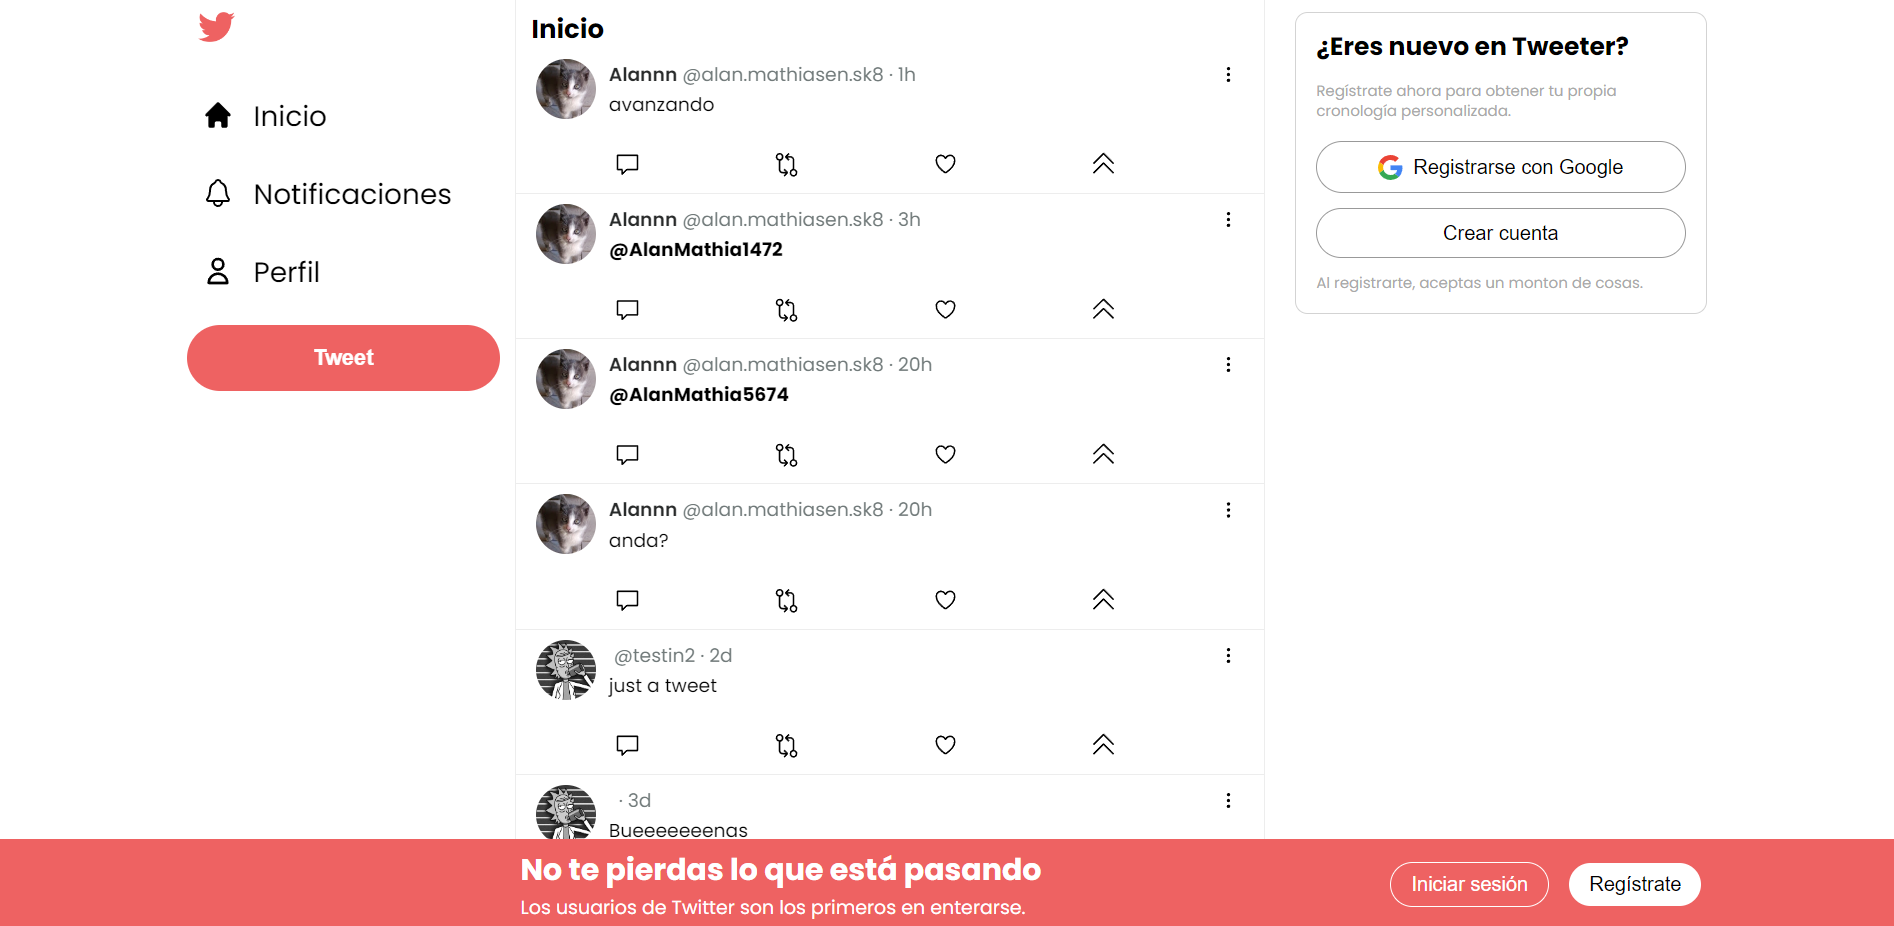 Inicio
Notificaciones
Perfil
Tweet
Inicio
Alannn @alan.mathiasen.sk8 · 1h
avanzando
Alannn @alan.mathiasen.sk8 · 3h
@AlanMathia1472
Alannn @alan.mathiasen.sk8 · 20h
@AlanMathia5674
Alannn @alan.mathiasen.sk8 · 20h
anda?
@testin2 · 2d
just a tweet
· 3d
Bueeeeeeenas
¿Eres nuevo en Tweeter?
Regístrate ahora para obtener tu propia
cronología personalizada.
Registrarse con Google
Crear cuenta
Al registrarte, aceptas un monton de cosas.
No te pierdas lo que está pasando
Los usuarios de Twitter son los primeros en enterarse.
Iniciar sesión
Regístrate